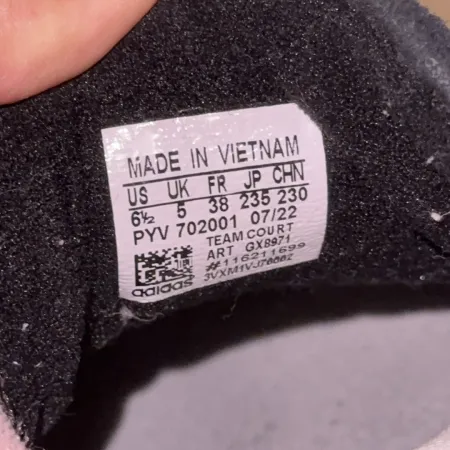 MADE IN VIETNAM
US UK FR JP CHN
6½ 5 38 235 230
PYV 702001 07/22
TEAM COURT
ART GX8971
#116211699
adidas